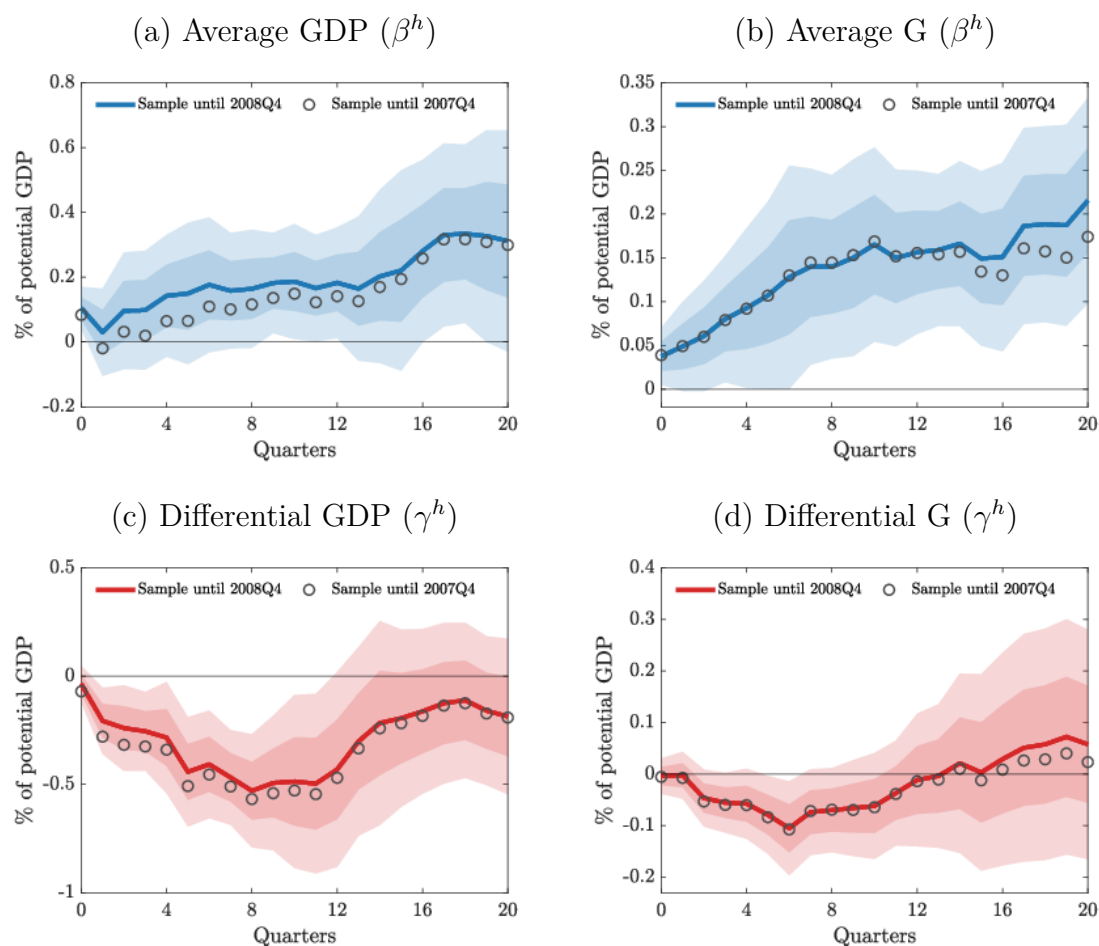 (a) Average GDP (β^h)
(b) Average G (β^h)
0.8
0.6
0.4
0.2
0
-0.2
% of potential GDP
Sample until 2008Q4
Sample until 2007Q4
0 4 8 12 16 20
Quarters
0.35
0.3
0.25
0.2
0.15
0.1
0.05
0
% of potential GDP
Sample until 2008Q4
Sample until 2007Q4
0 4 8 12 16 20
Quarters
(c) Differential GDP (γ^h)
(d) Differential G (γ^h)
0.5
0
-0.5
-1
% of potential GDP
Sample until 2008Q4
Sample until 2007Q4
0 4 8 12 16 20
Quarters
0.4
0.3
0.2
0.1
0
-0.1
-0.2
% of potential GDP
Sample until 2008Q4
Sample until 2007Q4
0 4 8 12 16 20
Quarters